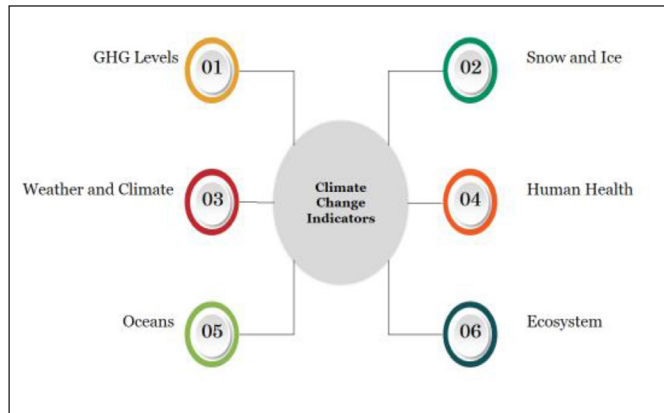 GHG Levels
01
02
Snow and Ice
Weather and Climate
03
Climate
Change
Indicators
04
Human Health
Oceans
05
06
Ecosystem